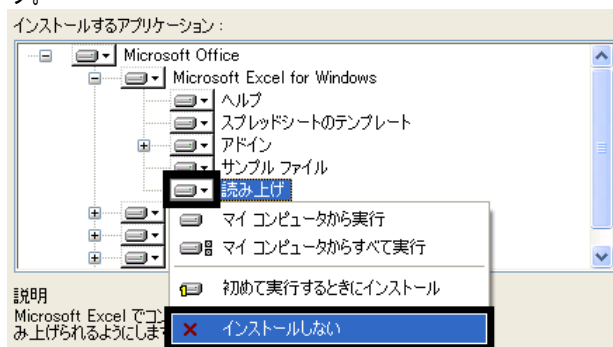 う。
インストールするアプリケーション :
Microsoft Office
Microsoft Excel for Windows
ヘルプ
スプレッドシートのテンプレート
アドイン
サンプル ファイル
読み上げ
マイ コンピュータから実行
マイ コンピュータからすべて実行
初めて実行するときにインストール
インストールしない
説明
Microsoft Excel でコン
み上げられるようにしま